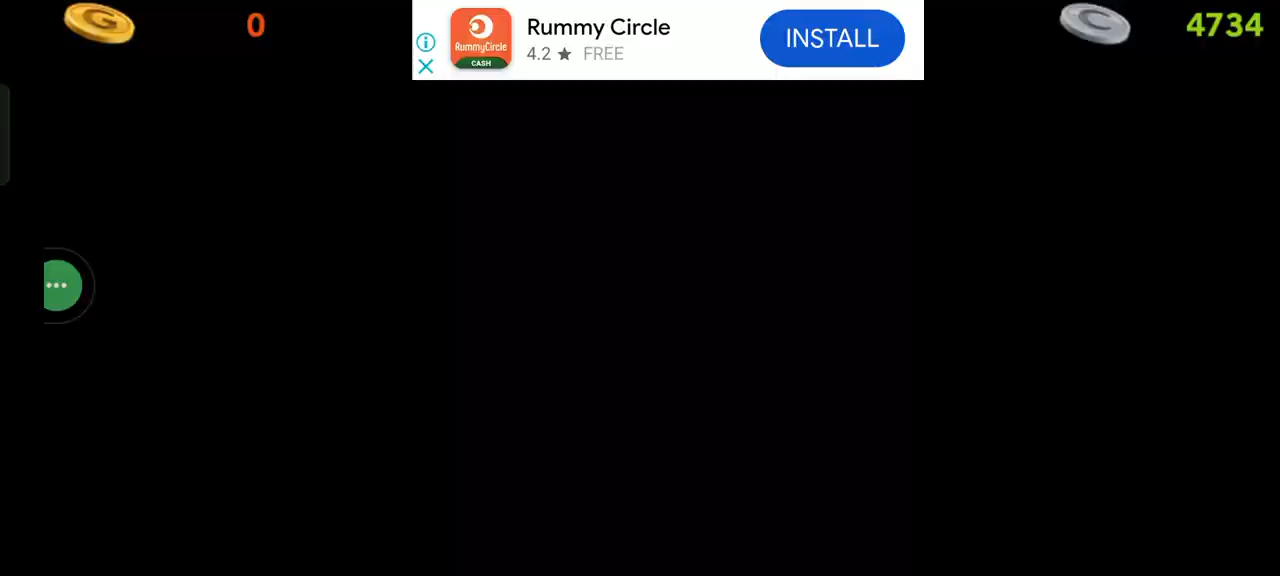 G
0
RummyCircle
CASH
Rummy Circle
4.2 ★ FREE
INSTALL
C
4734